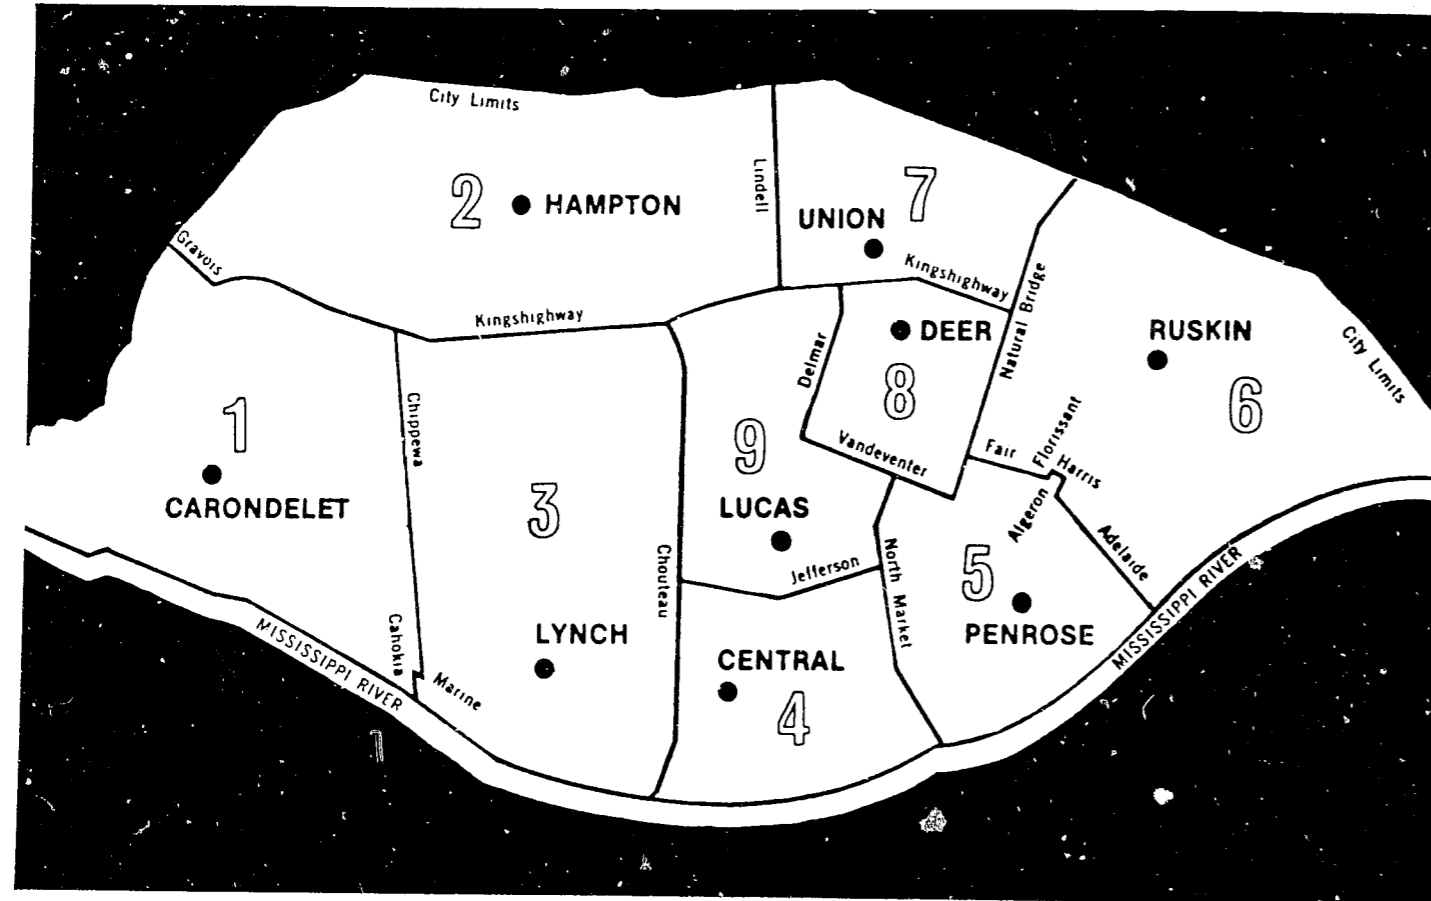 City Limits
Lindell
7
2
HAMPTON
UNION
Gravois
Kingshighway
Natural Bridge
Kingshighway
DEER
RUSKIN
City Limits
Delmar
8
6
1
Chippewa
9
Vandeventer
Fair
Florissant
Harris
CARONDELET
3
LUCAS
Algeron
Adelaide
Chouteau
Jefferson
North Market
5
MISSISSIPPI RIVER
PENROSE
Cahokia
LYNCH
CENTRAL
MISSISSIPPI RIVER
Marine
4
1